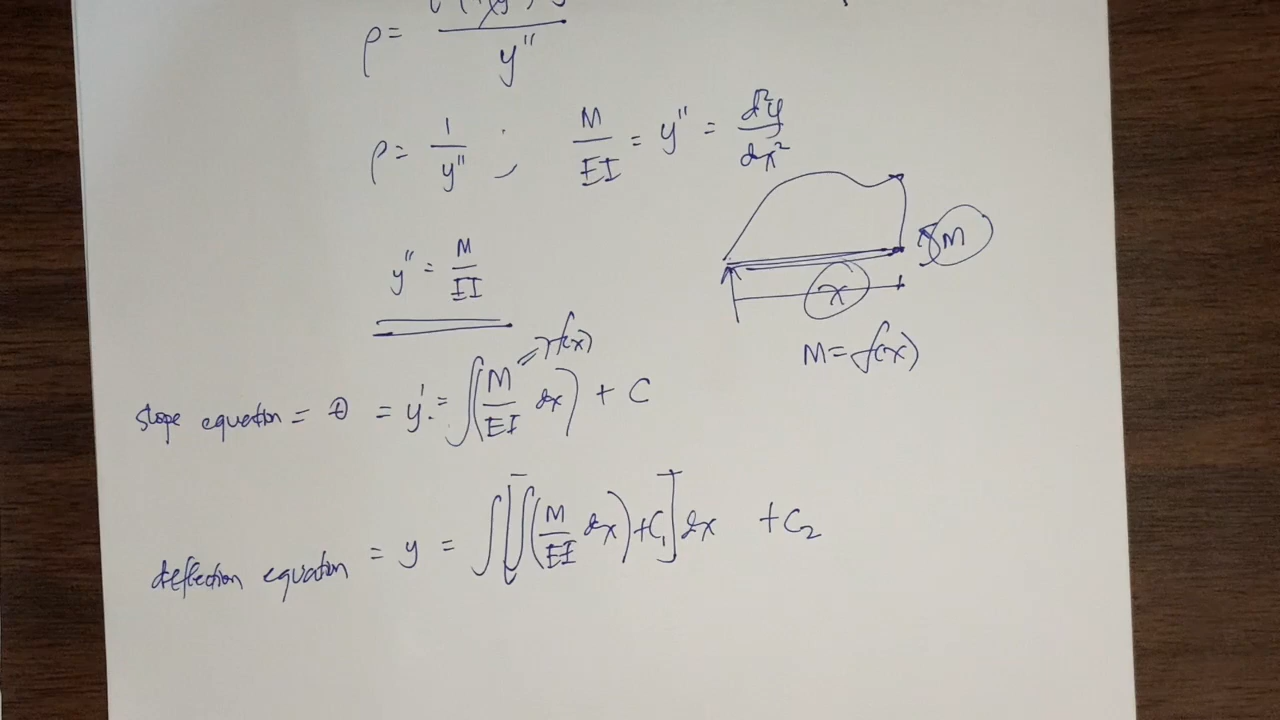 ρ = / y"
ρ = 1/y" ; M/EI = y" = d²y/dx²
M
y" = M/EI
x
=> f(x)
M = f(x)
slope equation = θ = y' = ∫(M/EI dx) + C
deflection equation = y = ∫[∫(M/EI dx) + C₁] dx + C₂